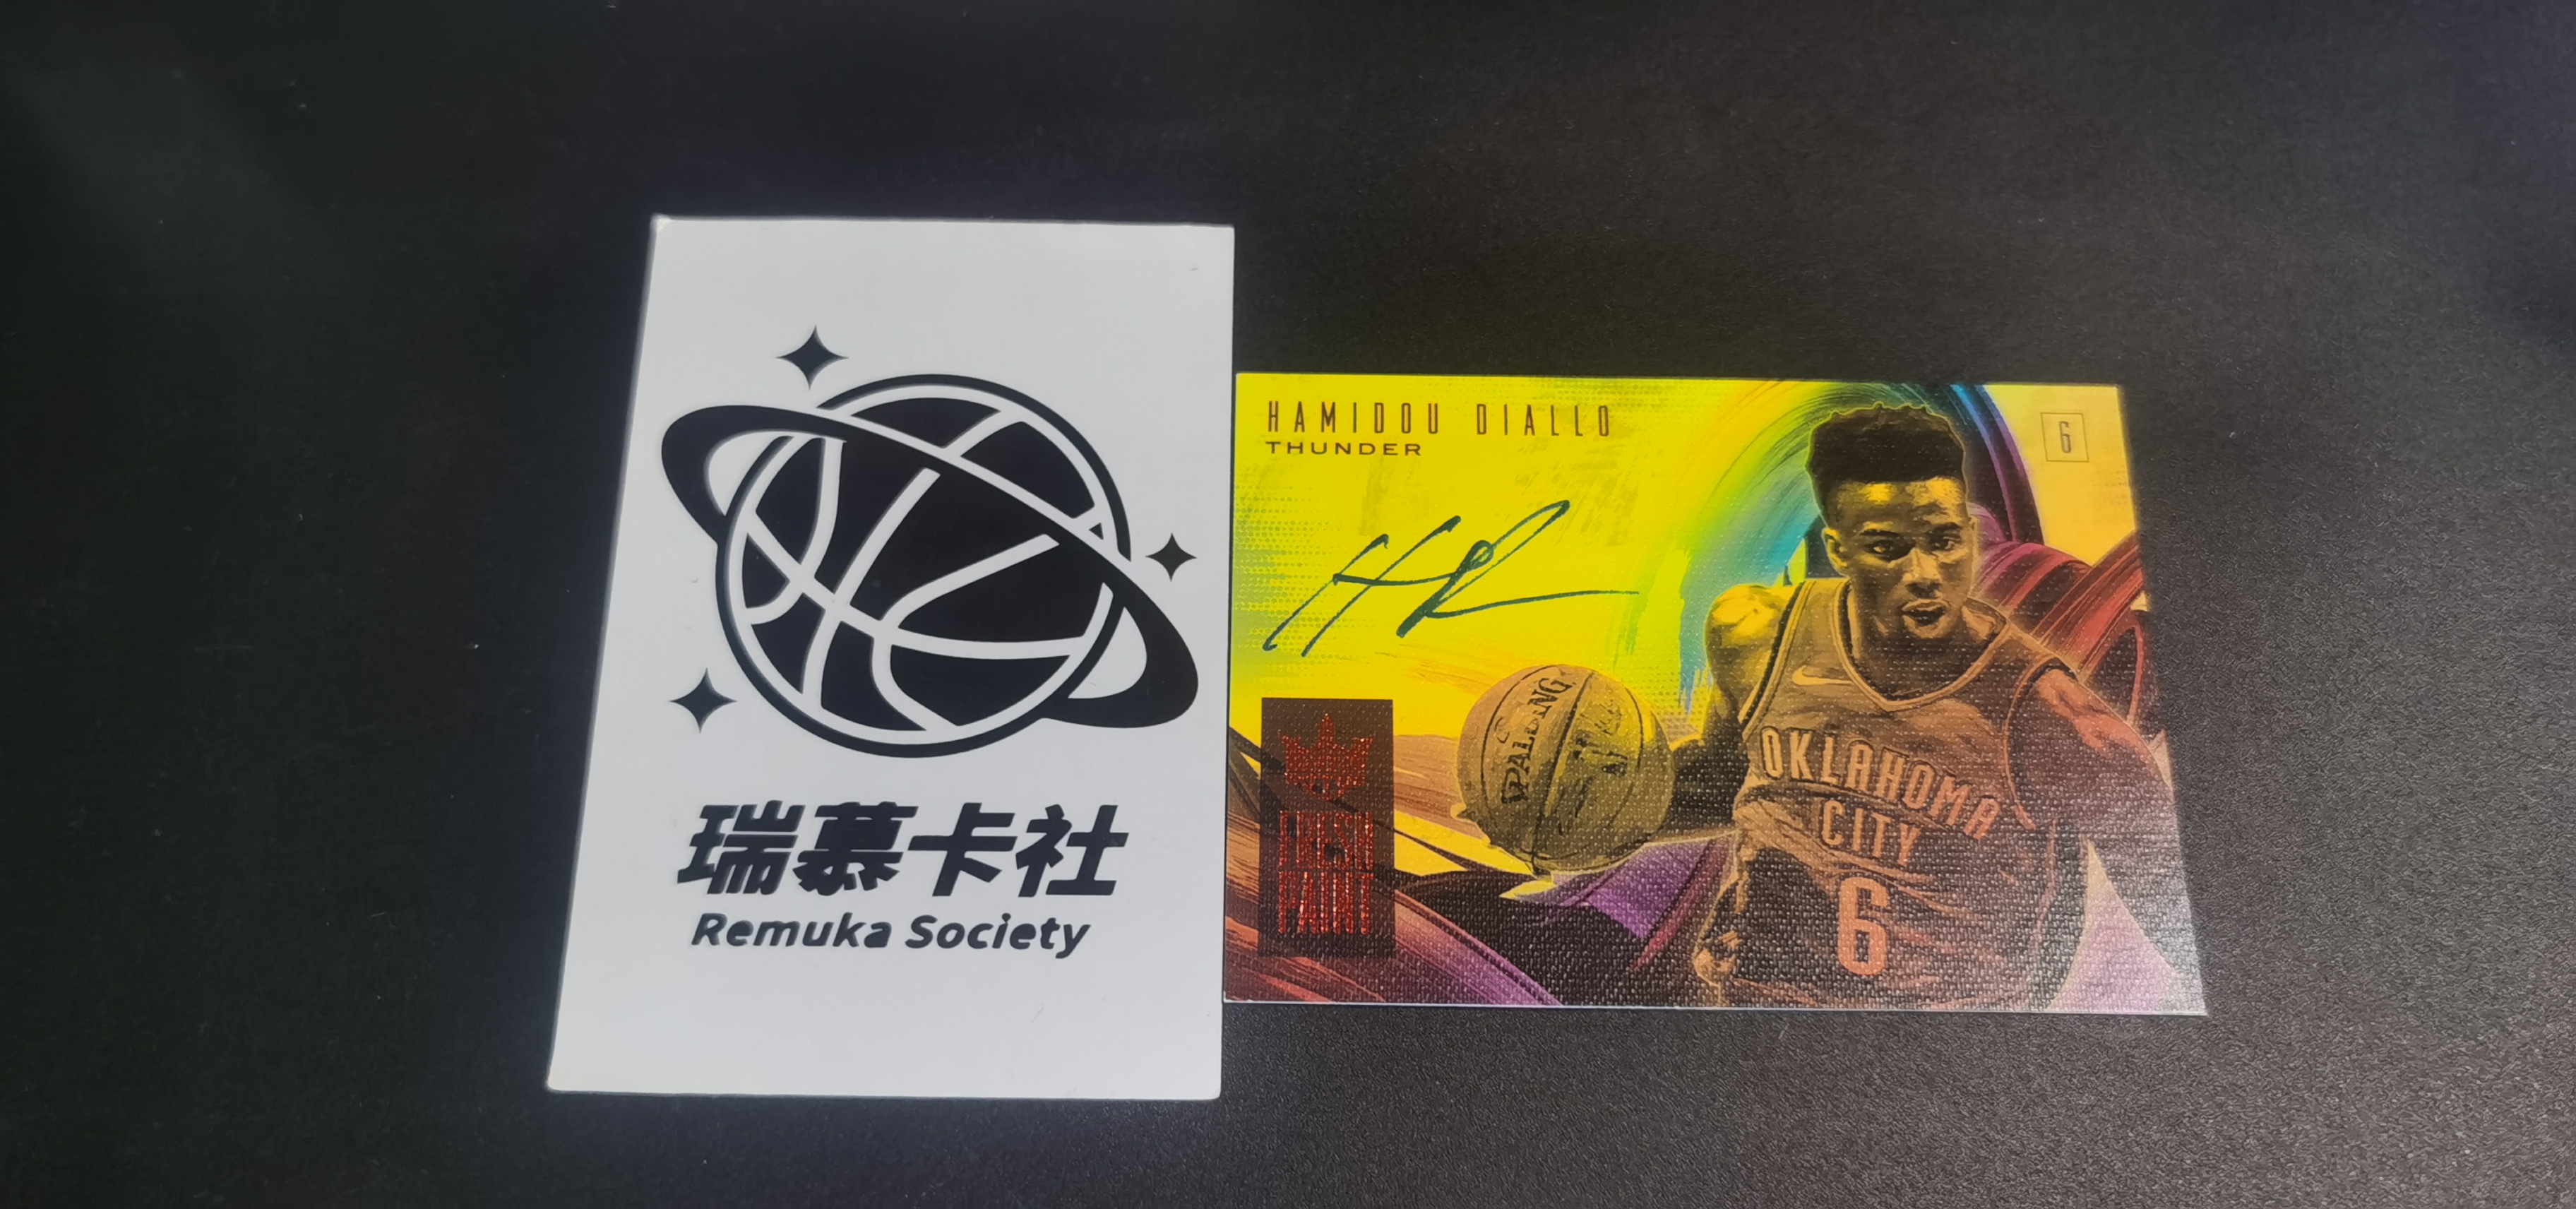 瑞慕卡社
Remuka Society
HAMIDOU DIALLO
THUNDER
6
SPALDING
OKLAHOMA
CITY
6
FRESH
PAINT